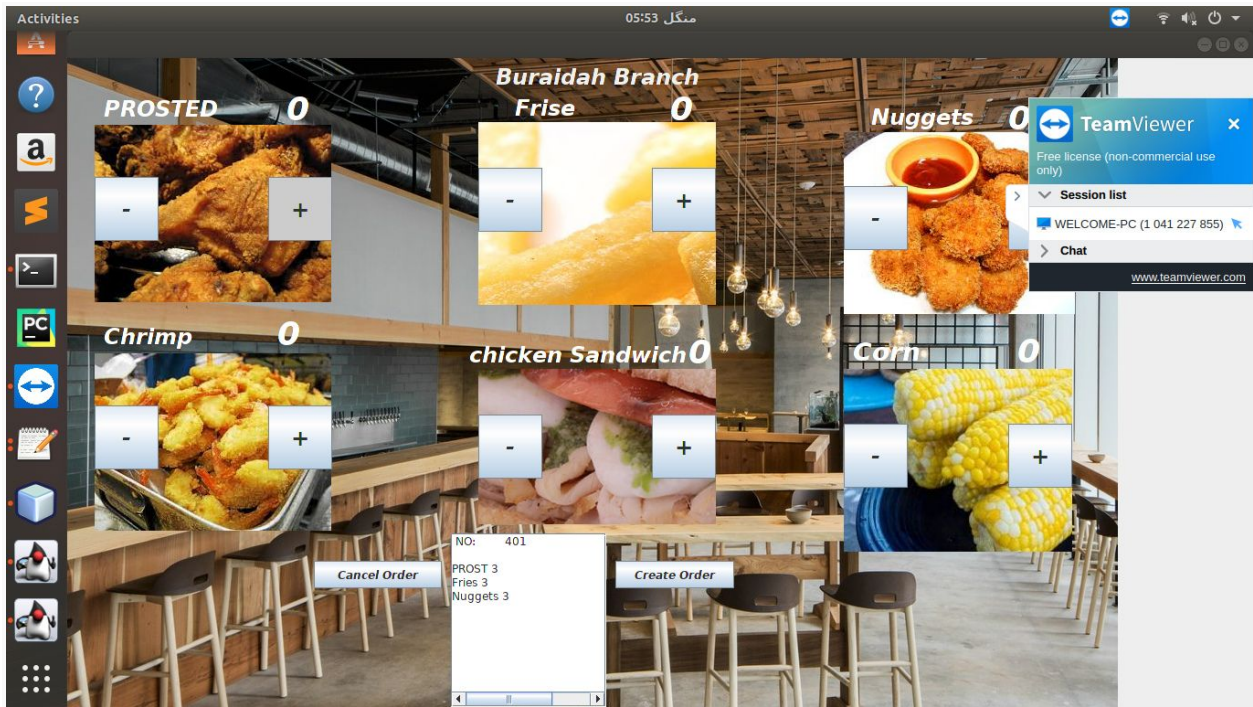 Activities
منگل 05:53
Buraidah Branch
PROSTED 0
Frise 0
Nuggets 0
- +
- +
-
TeamViewer ×
Free license (non-commercial use
only)
Session list
WELCOME-PC (1 041 227 855)
Chat
www.teamviewer.com
Chrimp 0
chicken Sandwich 0
Corn 0
- +
- +
- +
Cancel Order
NO: 401
PROST 3
Fries 3
Nuggets 3
Create Order
?
a
>_
PC